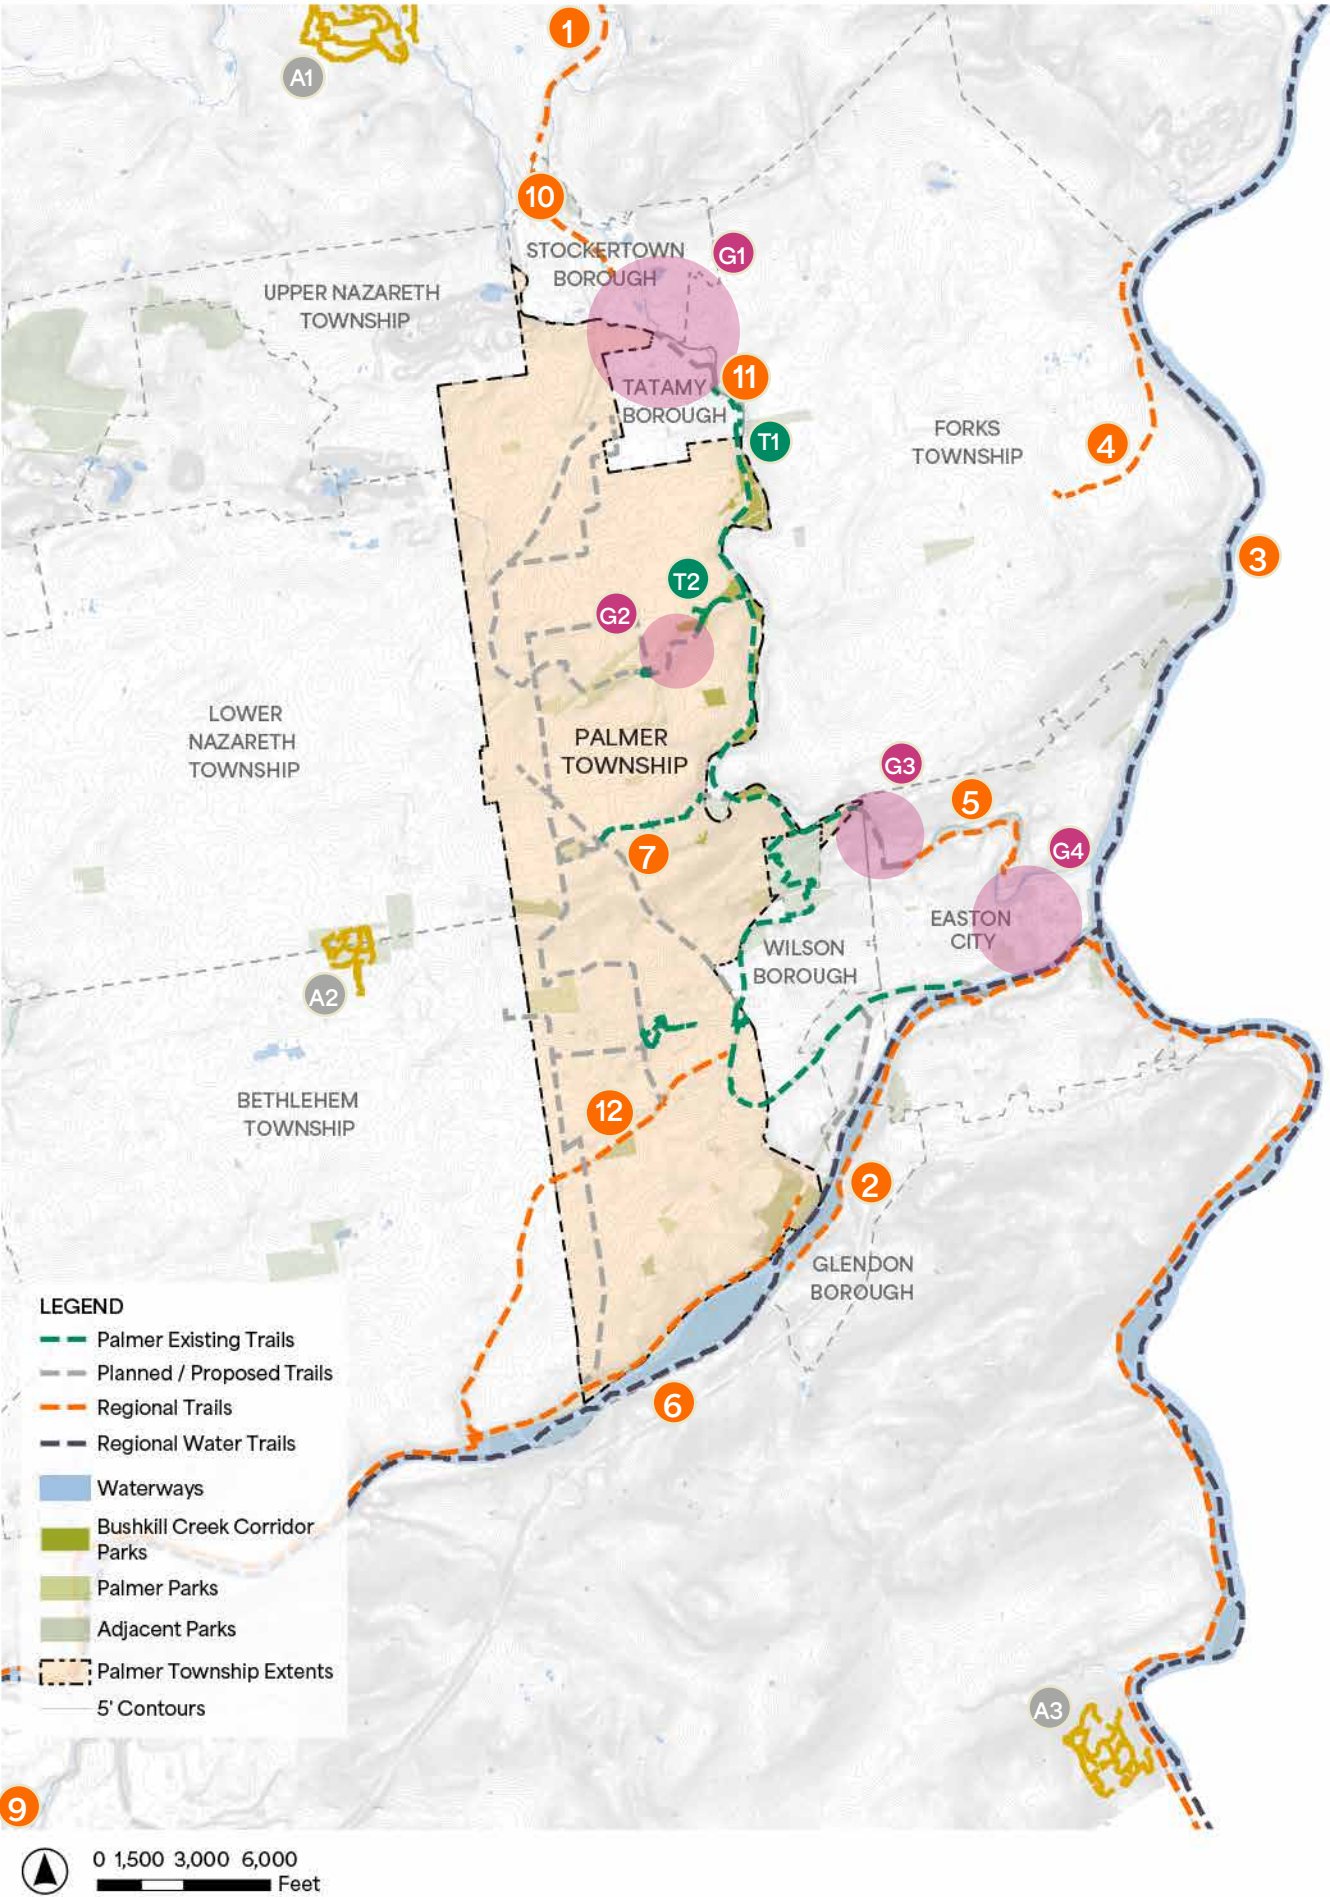 1
A1
10
STOCKERTOWN
BOROUGH
G1
UPPER NAZARETH
TOWNSHIP
11
TATAMY
BOROUGH
T1
FORKS
TOWNSHIP
4
3
T2
G2
LOWER
NAZARETH
TOWNSHIP
PALMER
TOWNSHIP
G3
5
7
G4
EASTON
CITY
WILSON
BOROUGH
A2
BETHLEHEM
TOWNSHIP
12
2
GLENDON
BOROUGH
6
LEGEND
Palmer Existing Trails
Planned / Proposed Trails
Regional Trails
Regional Water Trails
Waterways
Bushkill Creek Corridor
Parks
Palmer Parks
Adjacent Parks
Palmer Township Extents
5' Contours
A3
9
0 1,500 3,000 6,000
Feet